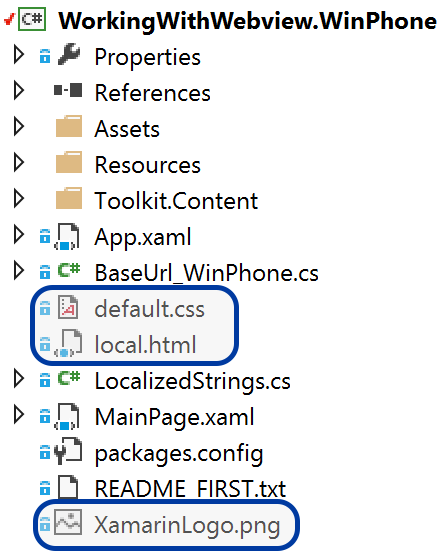 C# WorkingWithWebview.WinPhone
Properties
References
Assets
Resources
Toolkit.Content
App.xaml
C# BaseUrl_WinPhone.cs
default.css
local.html
C# LocalizedStrings.cs
MainPage.xaml
packages.config
README_FIRST.txt
XamarinLogo.png